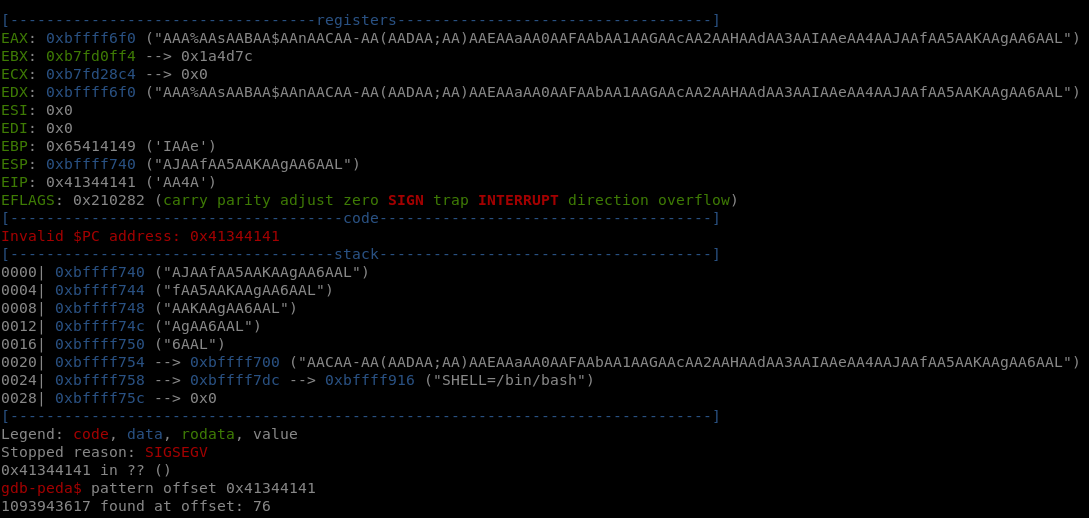 [----------------------------------registers-----------------------------------]
EAX: 0xbffff6f0 ("AAA%AAsAABAA$AAnAACAA-AA(AADAA;AA)AAEAAaAA0AAFAAbAA1AAGAAcAA2AAHAAdAA3AAIAAeAA4AAJAAfAA5AAKAAgAA6AAL")
EBX: 0xb7fd0ff4 --> 0x1a4d7c
ECX: 0xb7fd28c4 --> 0x0
EDX: 0xbffff6f0 ("AAA%AAsAABAA$AAnAACAA-AA(AADAA;AA)AAEAAaAA0AAFAAbAA1AAGAAcAA2AAHAAdAA3AAIAAeAA4AAJAAfAA5AAKAAgAA6AAL")
ESI: 0x0
EDI: 0x0
EBP: 0x65414149 ('IAAe')
ESP: 0xbffff740 ("AJAAfAA5AAKAAgAA6AAL")
EIP: 0x41344141 ('AA4A')
EFLAGS: 0x210282 (carry parity adjust zero SIGN trap INTERRUPT direction overflow)
[-------------------------------------code-------------------------------------]
Invalid $PC address: 0x41344141
[------------------------------------stack-------------------------------------]
0000| 0xbffff740 ("AJAAfAA5AAKAAgAA6AAL")
0004| 0xbffff744 ("fAA5AAKAAgAA6AAL")
0008| 0xbffff748 ("AAKAAgAA6AAL")
0012| 0xbffff74c ("AgAA6AAL")
0016| 0xbffff750 ("6AAL")
0020| 0xbffff754 --> 0xbffff700 ("AACAA-AA(AADAA;AA)AAEAAaAA0AAFAAbAA1AAGAAcAA2AAHAAdAA3AAIAAeAA4AAJAAfAA5AAKAAgAA6AAL")
0024| 0xbffff758 --> 0xbffff7dc --> 0xbffff916 ("SHELL=/bin/bash")
0028| 0xbffff75c --> 0x0
[------------------------------------------------------------------------------]
Legend: code, data, rodata, value
Stopped reason: SIGSEGV
0x41344141 in ?? ()
gdb-peda$ pattern offset 0x41344141
1093943617 found at offset: 76